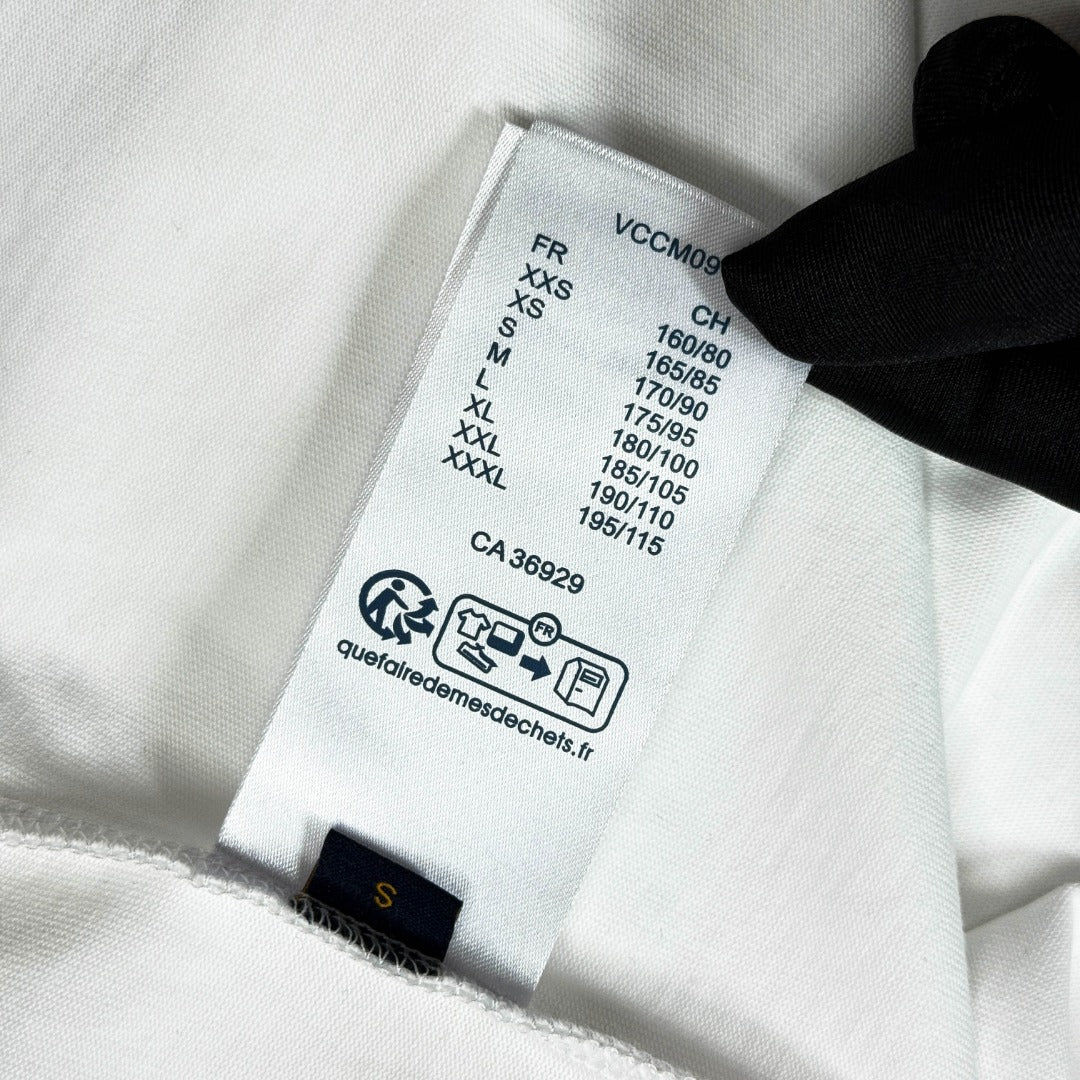 VCCM09
FR CH
XXS 160/80
XS 165/85
S 170/90
M 175/95
L 180/100
XL 185/105
XXL 190/110
XXXL 195/115
CA 36929
FR
quefairedemesdechets.fr
S